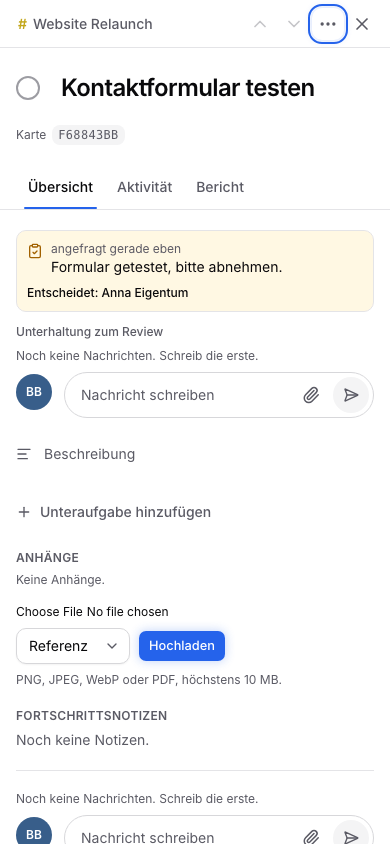 # Website Relaunch
Kontaktformular testen
Karte F68843BB
Übersicht Aktivität Bericht
angefragt gerade eben
Formular getestet, bitte abnehmen.
Entscheidet: Anna Eigentum
Unterhaltung zum Review
Noch keine Nachrichten. Schreib die erste.
BB Nachricht schreiben
Beschreibung
+ Unteraufgabe hinzufügen
ANHÄNGE
Keine Anhänge.
Choose File No file chosen
Referenz Hochladen
PNG, JPEG, WebP oder PDF, höchstens 10 MB.
FORTSCHRITTSNOTIZEN
Noch keine Notizen.
Noch keine Nachrichten. Schreib die erste.
BB Nachricht schreiben